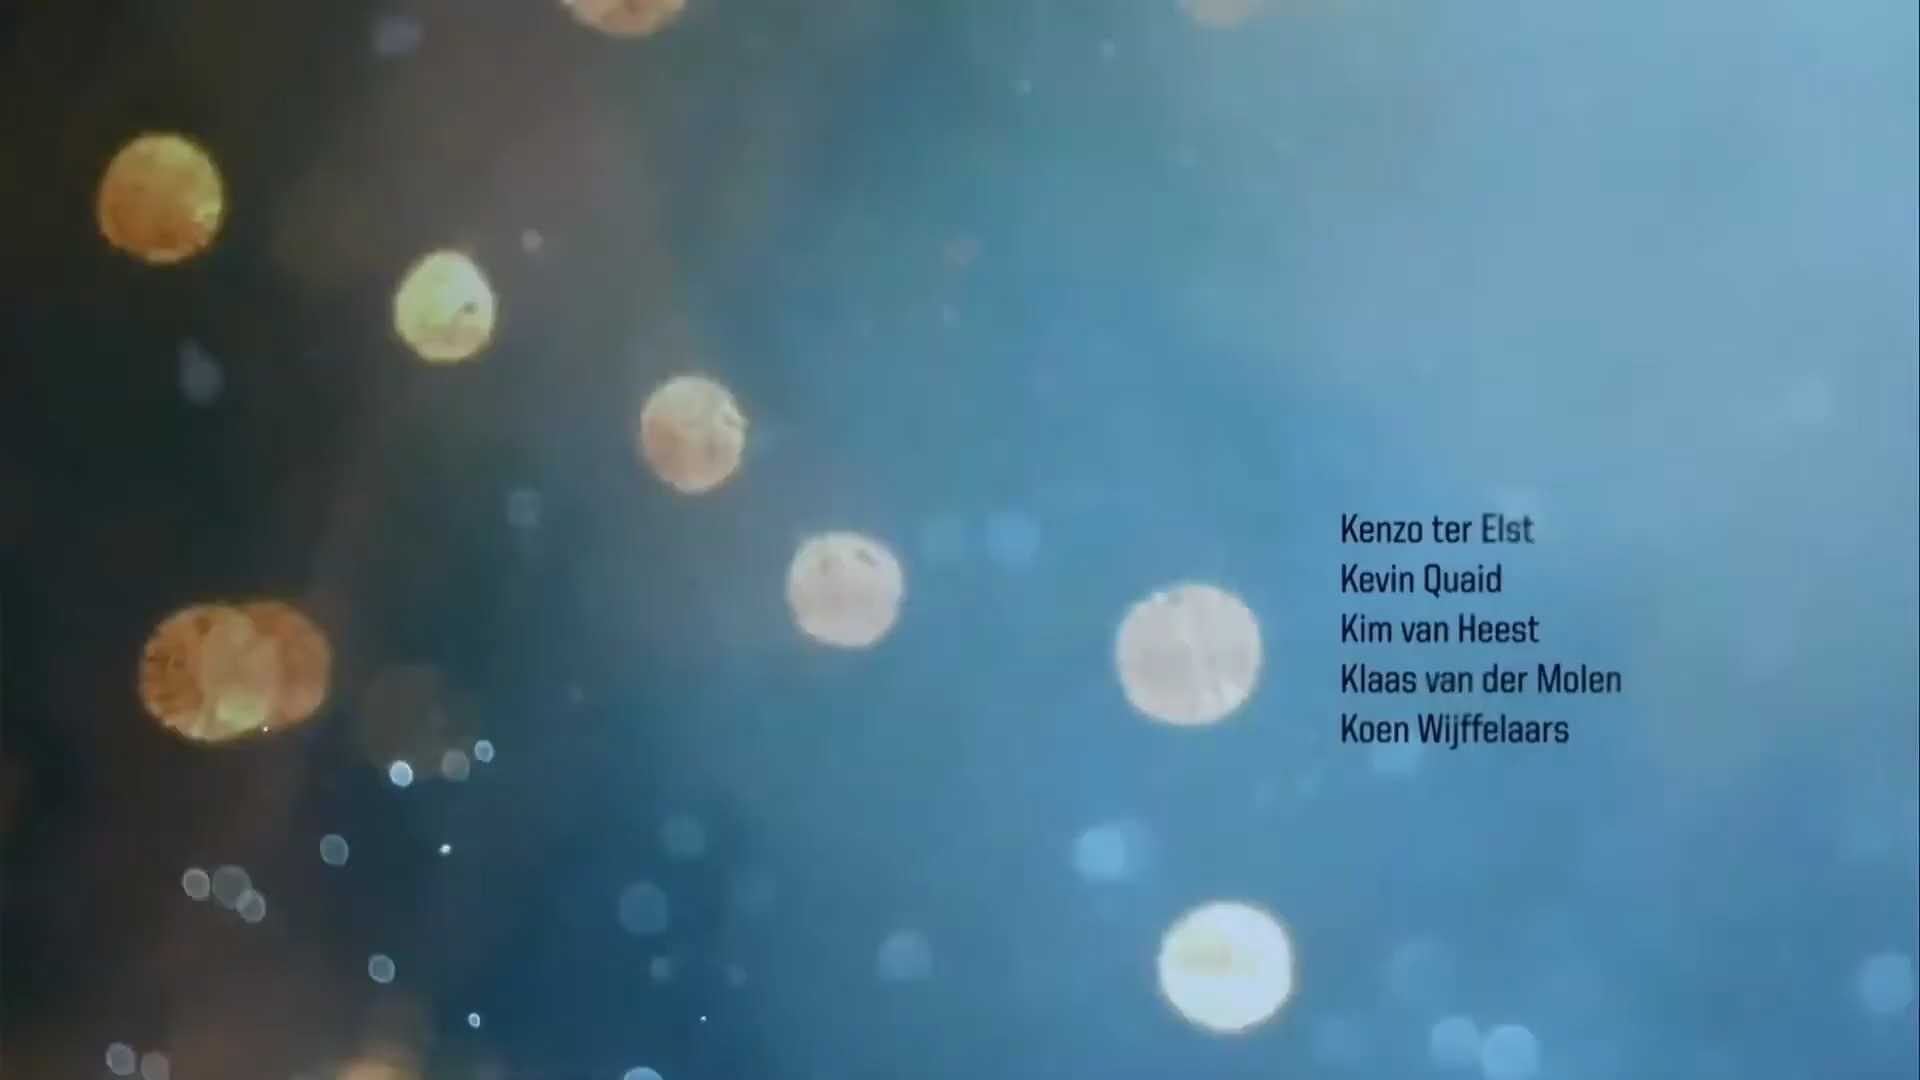 Kenzo ter Elst
Kevin Quaid
Kim van Heest
Klaas van der Molen
Koen Wijffelaars